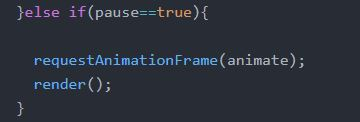 }else if(pause==true){
requestAnimationFrame(animate);
render();
}